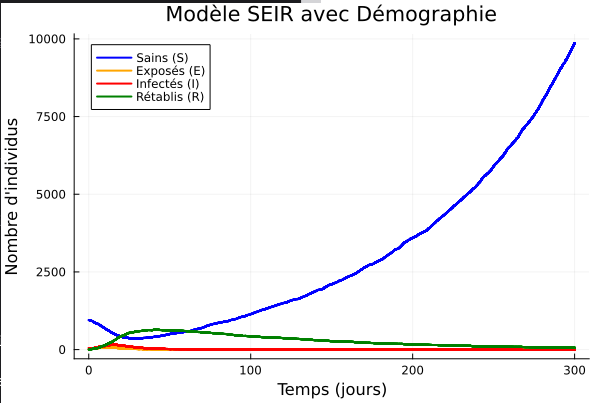 Modèle SEIR avec Démographie
Sains (S)
Exposés (E)
Infectés (I)
Rétablis (R)
Nombre d'individus
10000
7500
5000
2500
0
0 100 200 300
Temps (jours)